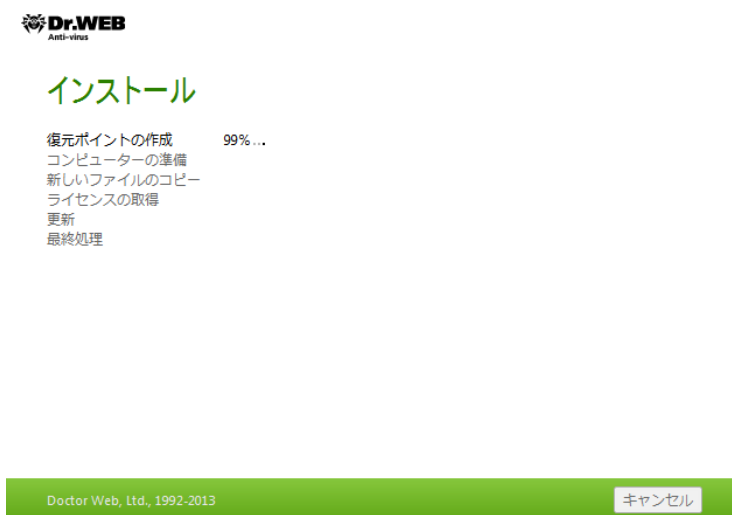 Dr.WEB
Anti-virus
インストール
復元ポイントの作成 99%...
コンピューターの準備
新しいファイルのコピー
ライセンスの取得
更新
最終処理
Doctor Web, Ltd., 1992-2013
キャンセル